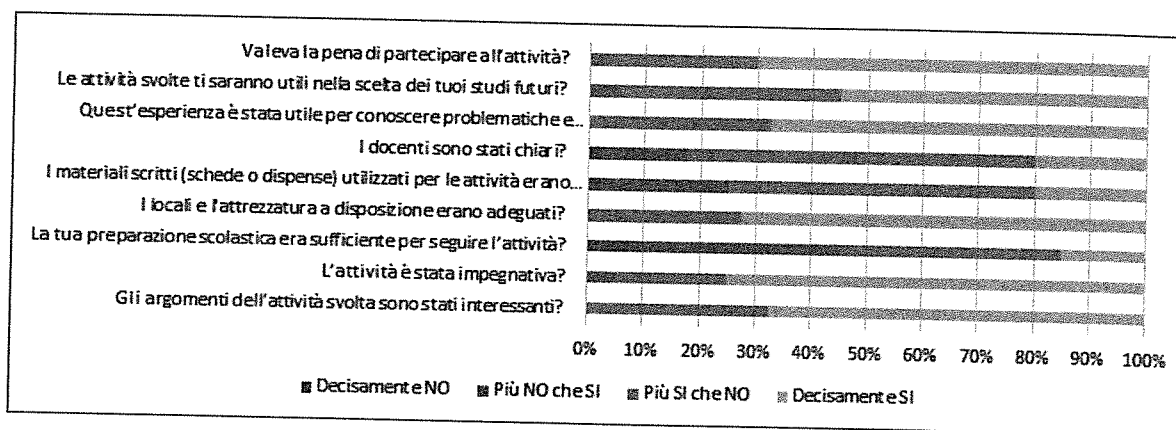 Valeva la pena di partecipare all'attività?
Le attività svolte ti saranno utili nella scelta dei tuoi studi futuri?
Quest'esperienza è stata utile per conoscere problematiche e...
I docenti sono stati chiari?
I materiali scritti (schede o dispense) utilizzati per le attività erano...
I locali e l'attrezzatura a disposizione erano adeguati?
La tua preparazione scolastica era sufficiente per seguire l'attività?
L'attività è stata impegnativa?
Gli argomenti dell'attività svolta sono stati interessanti?
0% 10% 20% 30% 40% 50% 60% 70% 80% 90% 100%
Decisamente NO Più NO che SI Più SI che NO Decisamente SI